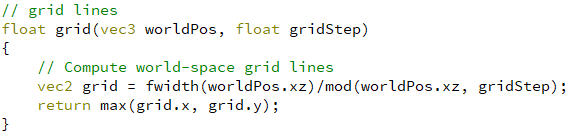 // grid lines
float grid(vec3 worldPos, float gridStep)
{
    // Compute world-space grid lines
    vec2 grid = fwidth(worldPos.xz)/mod(worldPos.xz, gridStep);
    return max(grid.x, grid.y);
}